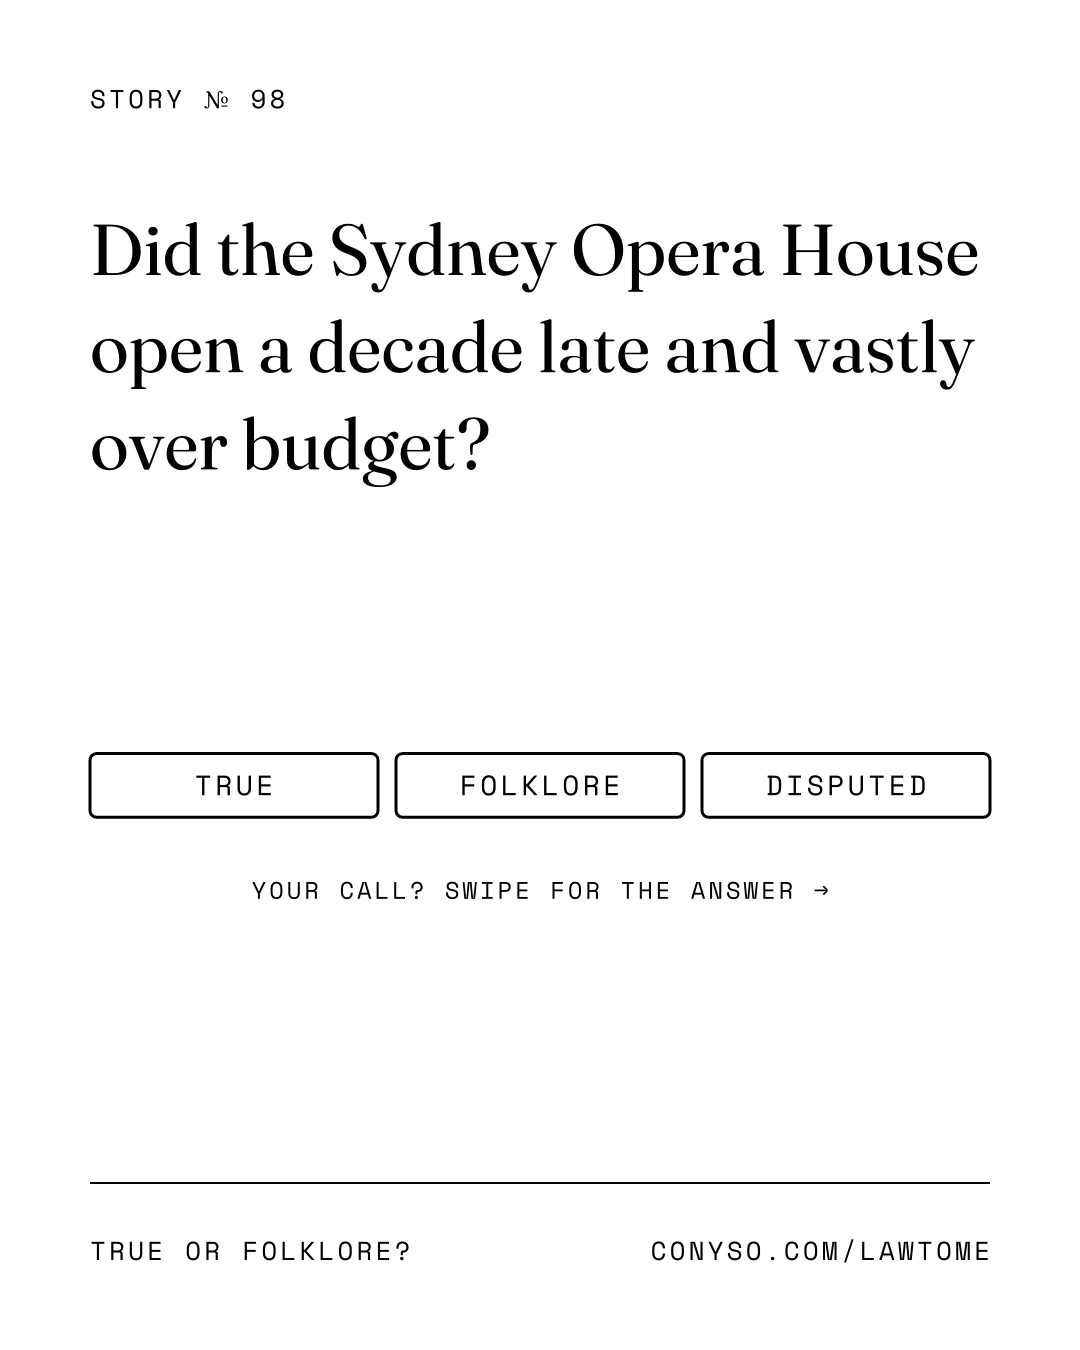 STORY № 98
Did the Sydney Opera House
open a decade late and vastly
over budget?
TRUE
FOLKLORE
DISPUTED
YOUR CALL? SWIPE FOR THE ANSWER →
TRUE OR FOLKLORE?
CONYSO.COM/LAWTOME